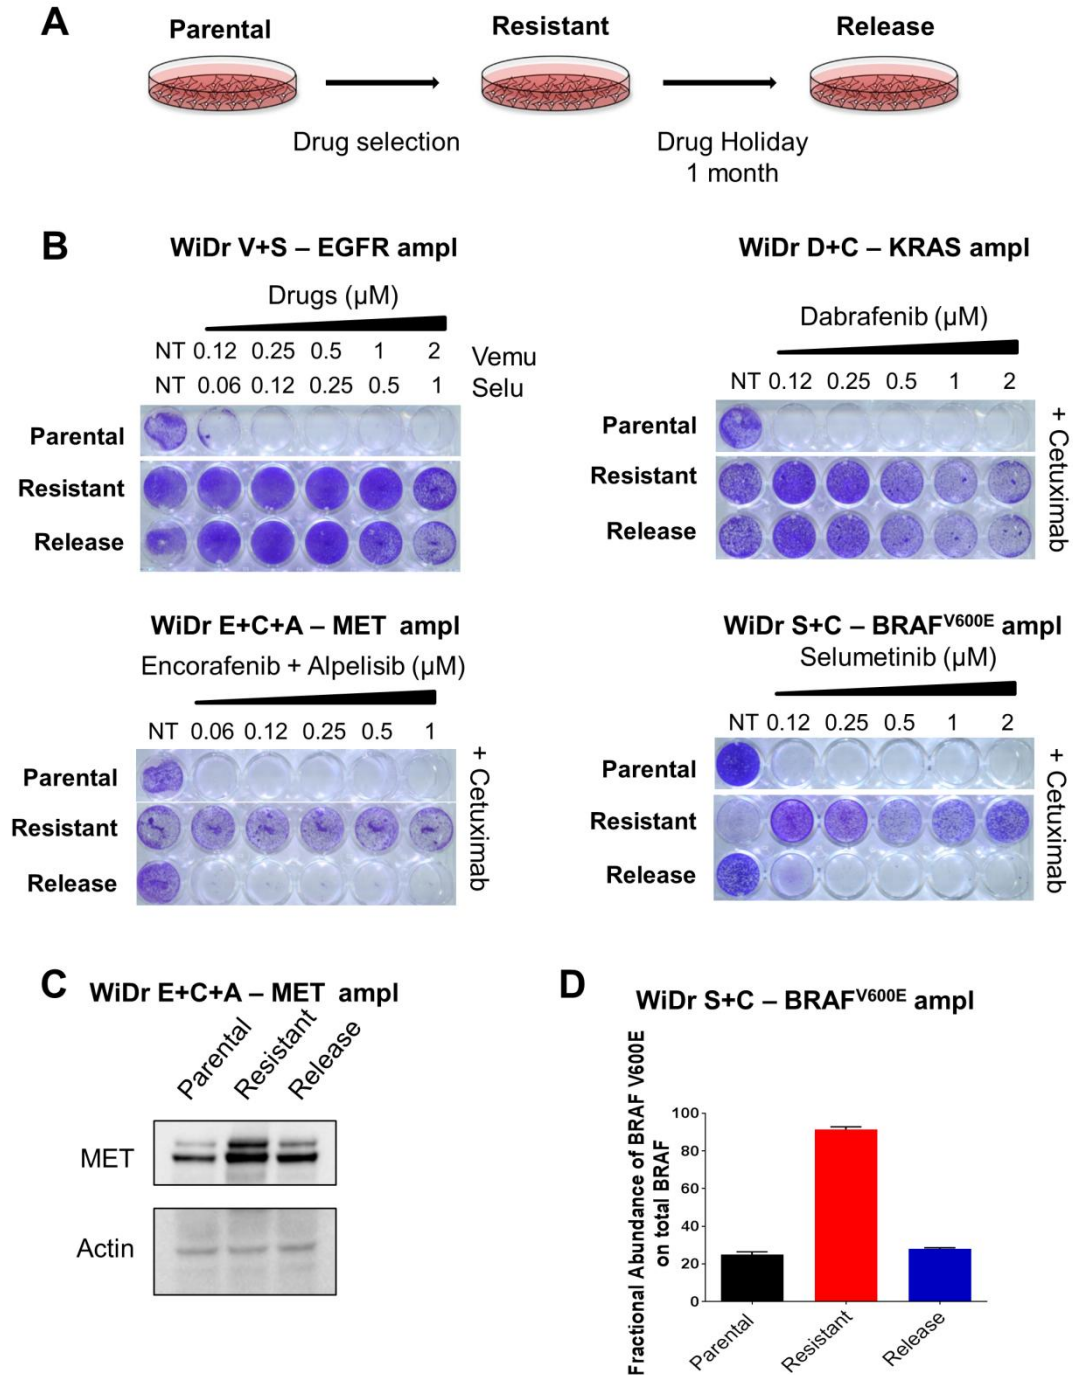 A
Parental
Resistant
Release
Drug selection
Drug Holiday
1 month
B
WiDr V+S – EGFR ampl
Drugs (µM)
NT 0.12 0.25 0.5 1 2 Vemu
NT 0.06 0.12 0.25 0.5 1 Selu
Parental
Resistant
Release
WiDr D+C – KRAS ampl
Dabrafenib (µM)
NT 0.12 0.25 0.5 1 2
Parental
Resistant
Release
+ Cetuximab
WiDr E+C+A – MET ampl
Encorafenib + Alpelisib (µM)
NT 0.06 0.12 0.25 0.5 1
Parental
Resistant
Release
+ Cetuximab
WiDr S+C – BRAFV600E ampl
Selumetinib (µM)
NT 0.12 0.25 0.5 1 2
Parental
Resistant
Release
+ Cetuximab
C
WiDr E+C+A – MET ampl
Parental
Resistant
Release
MET
Actin
D
WiDr S+C – BRAFV600E ampl
Fractional Abundance of BRAF V600E
on total BRAF
100
80
60
40
20
0
Parental
Resistant
Release